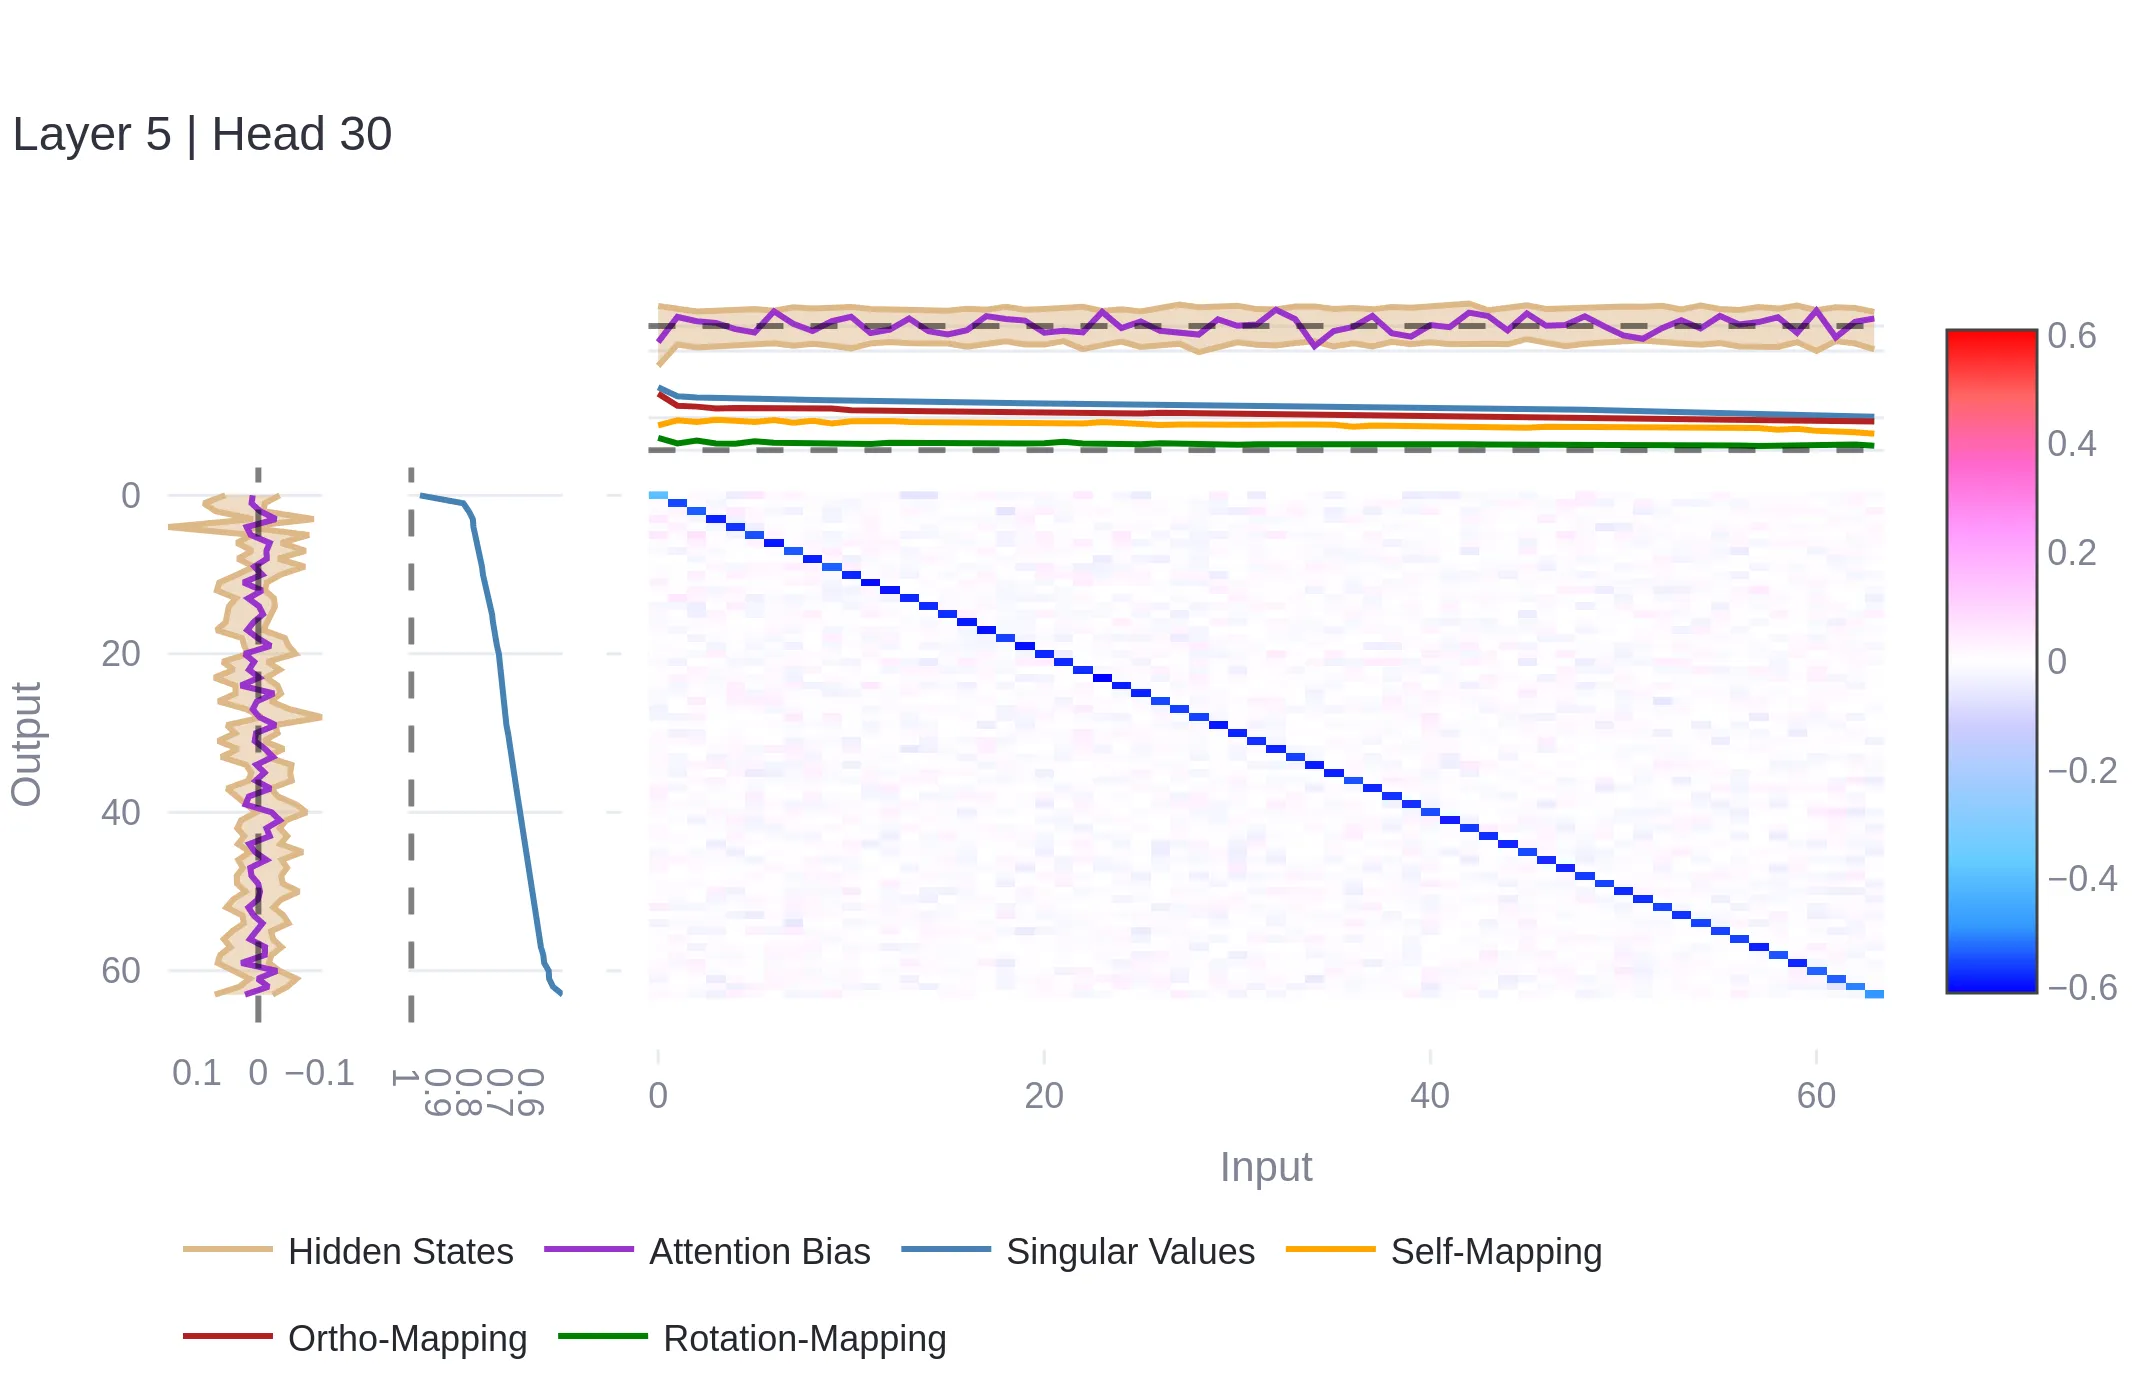 Layer 5 | Head 30
0.6
0.4
0.2
0
−0.2
−0.4
−0.6
0
20
40
60
Output
0.1 0 −0.1
1 0.9 0.8 0.7 0.6
0 20 40 60
Input
Hidden States Attention Bias Singular Values Self-Mapping
Ortho-Mapping Rotation-Mapping